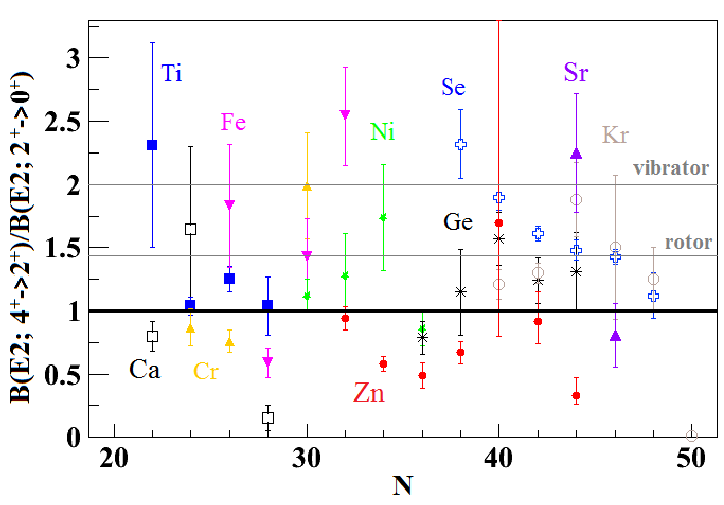 B(E2; 4⁺->2⁺)/B(E2; 2⁺->0⁺)
3
2.5
2
1.5
1
0.5
0
Ti
Fe
Ni
Se
Sr
Kr
vibrator
Ge
rotor
Ca
Cr
Zn
20 30 40 50
N